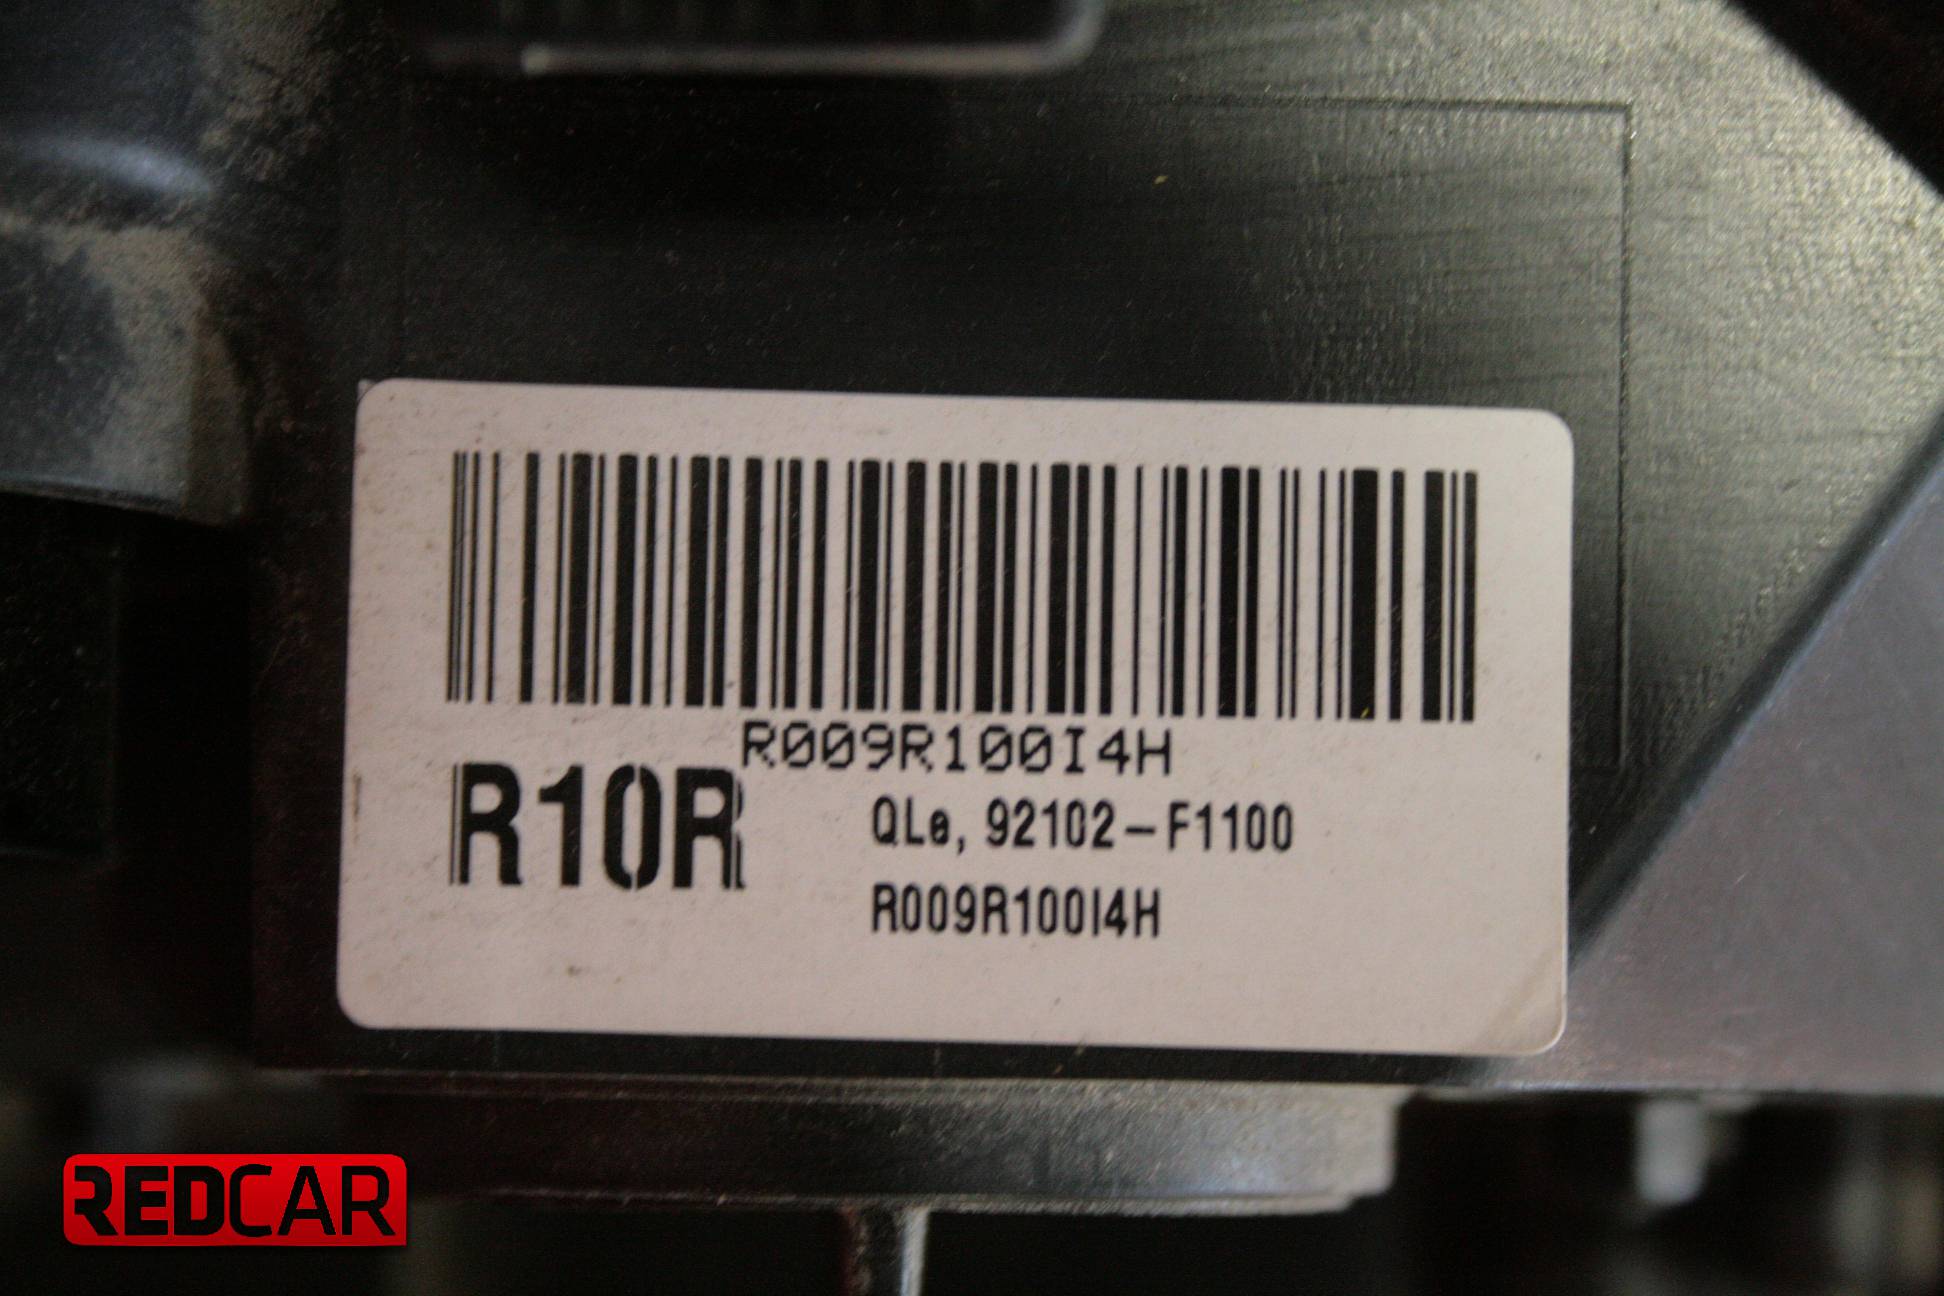 R009R100I4H
R10R
QLe, 92102-F1100
R009R100I4H
REDCAR